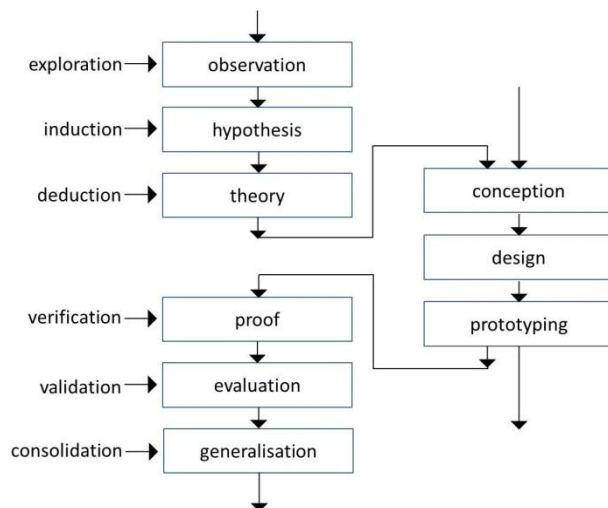 exploration
observation
induction
hypothesis
deduction
theory
conception
design
prototyping
verification
proof
validation
evaluation
consolidation
generalisation